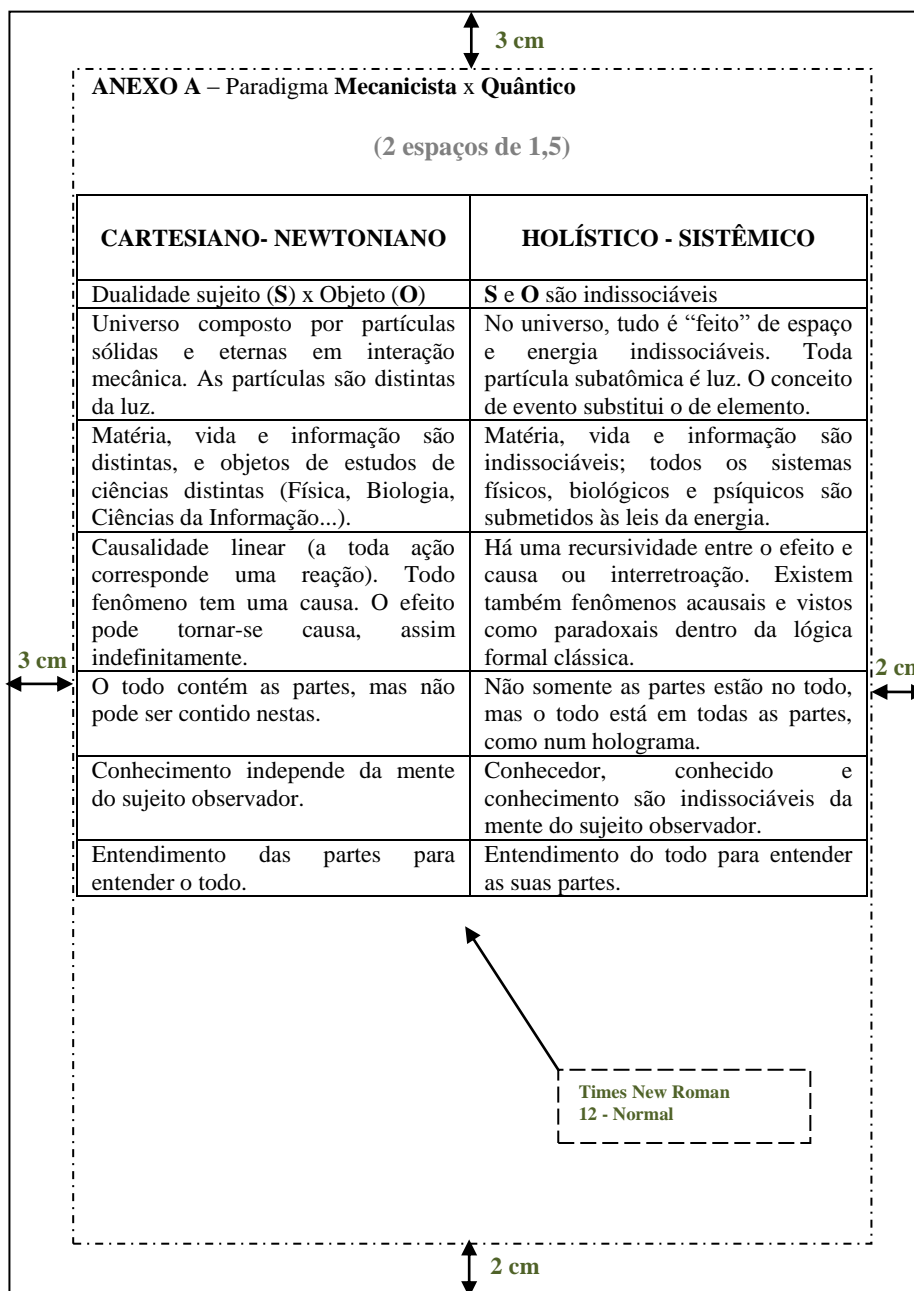 3 cm
ANEXO A – Paradigma Mecanicista x Quântico
(2 espaços de 1,5)
CARTESIANO- NEWTONIANO
HOLÍSTICO - SISTÊMICO
Dualidade sujeito (S) x Objeto (O)
S e O são indissociáveis
Universo composto por partículas
sólidas e eternas em interação
mecânica. As partículas são distintas
da luz.
No universo, tudo é “feito” de espaço
e energia indissociáveis. Toda
partícula subatômica é luz. O conceito
de evento substitui o de elemento.
Matéria, vida e informação são
distintas, e objetos de estudos de
ciências distintas (Física, Biologia,
Ciências da Informação...).
Matéria, vida e informação são
indissociáveis; todos os sistemas
físicos, biológicos e psíquicos são
submetidos às leis da energia.
Causalidade linear (a toda ação
corresponde uma reação). Todo
fenômeno tem uma causa. O efeito
pode tornar-se causa, assim
indefinitamente.
Há uma recursividade entre o efeito e
causa ou interretroação. Existem
também fenômenos acausais e vistos
como paradoxais dentro da lógica
formal clássica.
3 cm
2 cm
O todo contém as partes, mas não
pode ser contido nestas.
Não somente as partes estão no todo,
mas o todo está em todas as partes,
como num holograma.
Conhecimento independe da mente
do sujeito observador.
Conhecedor, conhecido e
conhecimento são indissociáveis da
mente do sujeito observador.
Entendimento das partes para
entender o todo.
Entendimento do todo para entender
as suas partes.
Times New Roman
12 - Normal
2 cm